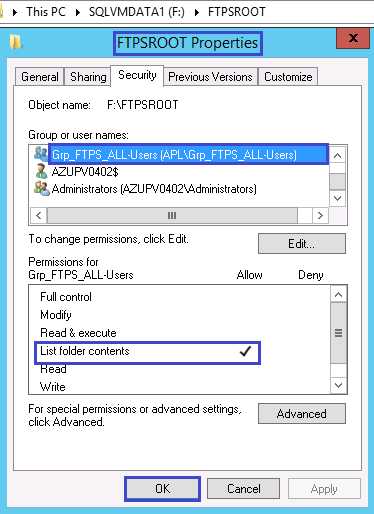 This PC ▸ SQLVMDATA1 (F:) ▸ FTPSROOT
FTPSROOT Properties
x
General Sharing Security Previous Versions Customize
Object name: F:\FTPSROOT
Group or user names:
Grp_FTPS_ALL-Users (APL\Grp_FTPS_ALL-Users)
AZUPV0402$
Administrators (AZUPV0402\Administrators)
To change permissions, click Edit.
Edit...
Permissions for
Grp_FTPS_ALL-Users Allow Deny
Full control
Modify
Read & execute
List folder contents ✓
Read
Write
For special permissions or advanced settings,
click Advanced.
Advanced
OK Cancel Apply